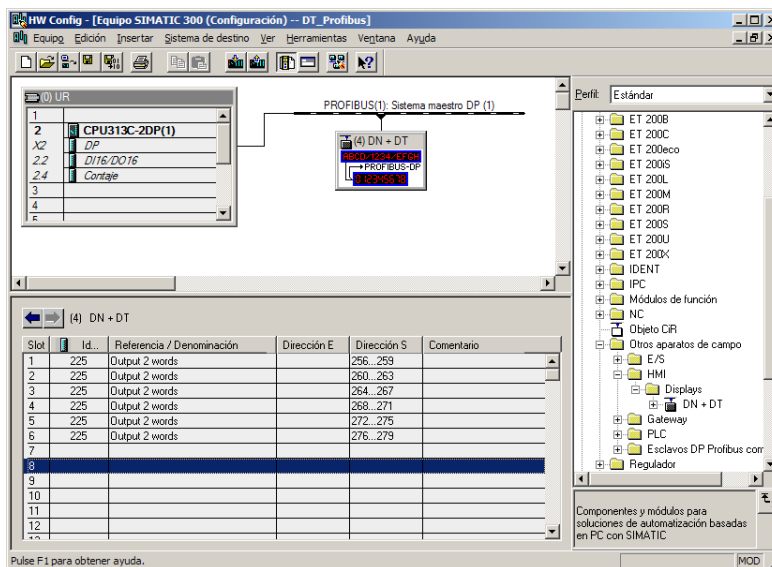 HW Config - [Equipo SIMATIC 300 (Configuración) -- DT_Profibus]
Equipo Edición Insertar Sistema de destino Ver Herramientas Ventana Ayuda
(0) UR
1
2 CPU313C-2DP(1)
X2 DP
2.2 DI16/DO16
2.4 Contaje
3
4
5
PROFIBUS(1): Sistema maestro DP (1)
(4) DN + DT
ABCD/1234/EFGH
PROFIBUS-DP
(4) DN + DT
Slot Id... Referencia / Denominación Dirección E Dirección S Comentario
1 225 Output 2 words 256...259
2 225 Output 2 words 260...263
3 225 Output 2 words 264...267
4 225 Output 2 words 268...271
5 225 Output 2 words 272...275
6 225 Output 2 words 276...279
7
8
9
10
11
12
13
Perfil: Estándar
ET 200B
ET 200C
ET 200eco
ET 200iS
ET 200L
ET 200M
ET 200R
ET 200S
ET 200U
ET 200X
IDENT
IPC
Módulos de función
NC
Objeto CiR
Otros aparatos de campo
E/S
HMI
Displays
DN + DT
Gateway
PLC
Esclavos DP Profibus com
Regulador
Componentes y módulos para
soluciones de automatización basadas
en PC con SIMATIC
Pulse F1 para obtener ayuda.
MOD